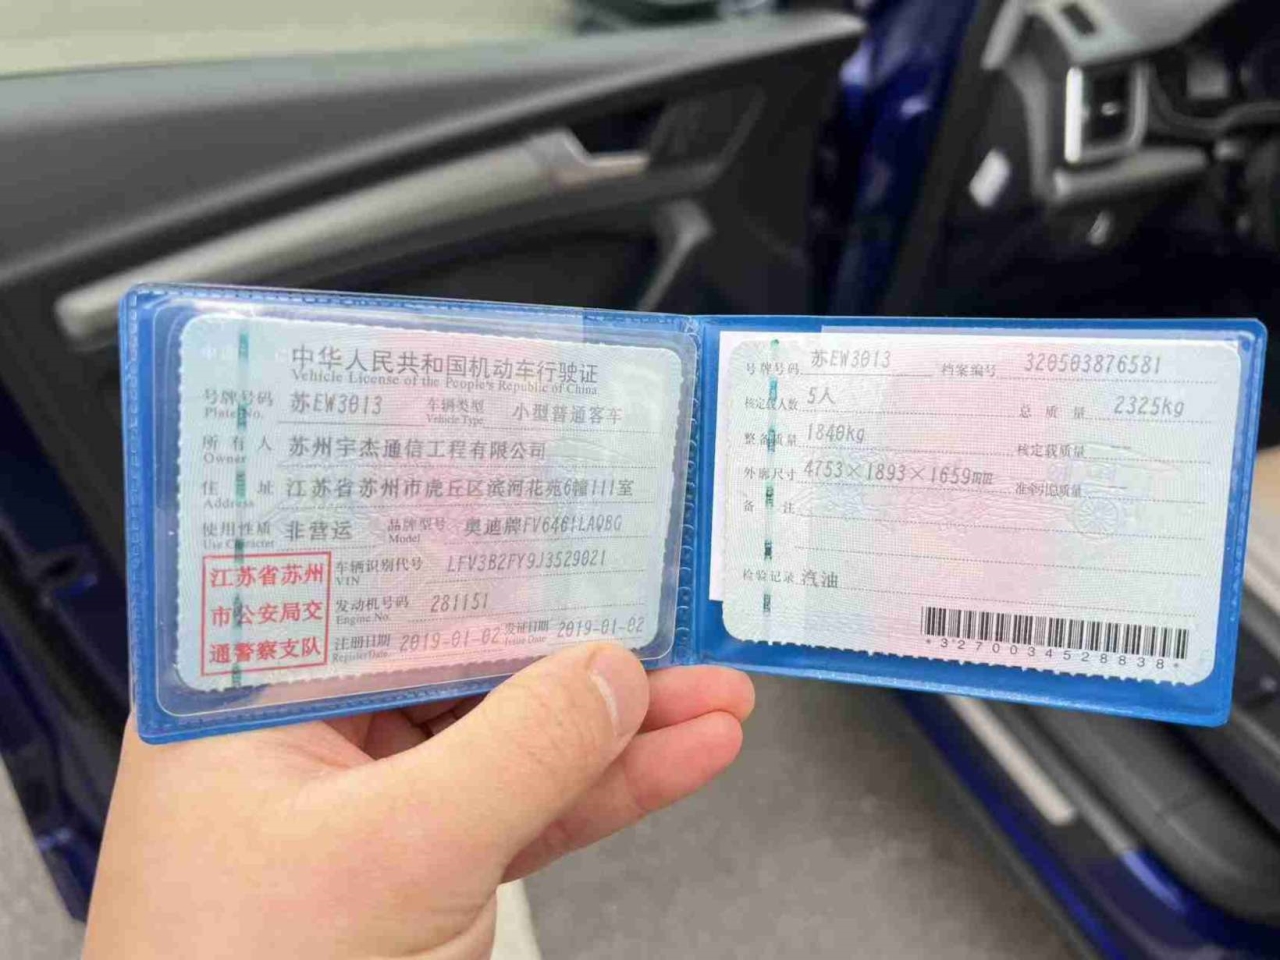 中华人民共和国机动车行驶证
Vehicle License of the People's Republic of China
号牌号码 苏EW3013 车辆类型 小型普通客车
Plate No. Vehicle Type
所有人 苏州宇杰通信工程有限公司
Owner
住址 江苏省苏州市虎丘区滨河花苑6幢111室
Address
使用性质 非营运 品牌型号 奥迪牌FV6461LAQBG
Use Character Model
江苏省苏州
市公安局交
通警察支队
车辆识别代号 LFV3B2FY9J3529021
VIN
发动机号码 281151
Engine No.
注册日期 2019-01-02 发证日期 2019-01-02
Register Date Issue Date
号牌号码 苏EW3013 档案编号 320503876581
核定载人数 5人 总质量 2325kg
整备质量 1840kg 核定载质量
外廓尺寸 4753×1893×1659mm 准牵引总质量
备注
检验记录 汽油
*3270034528838*